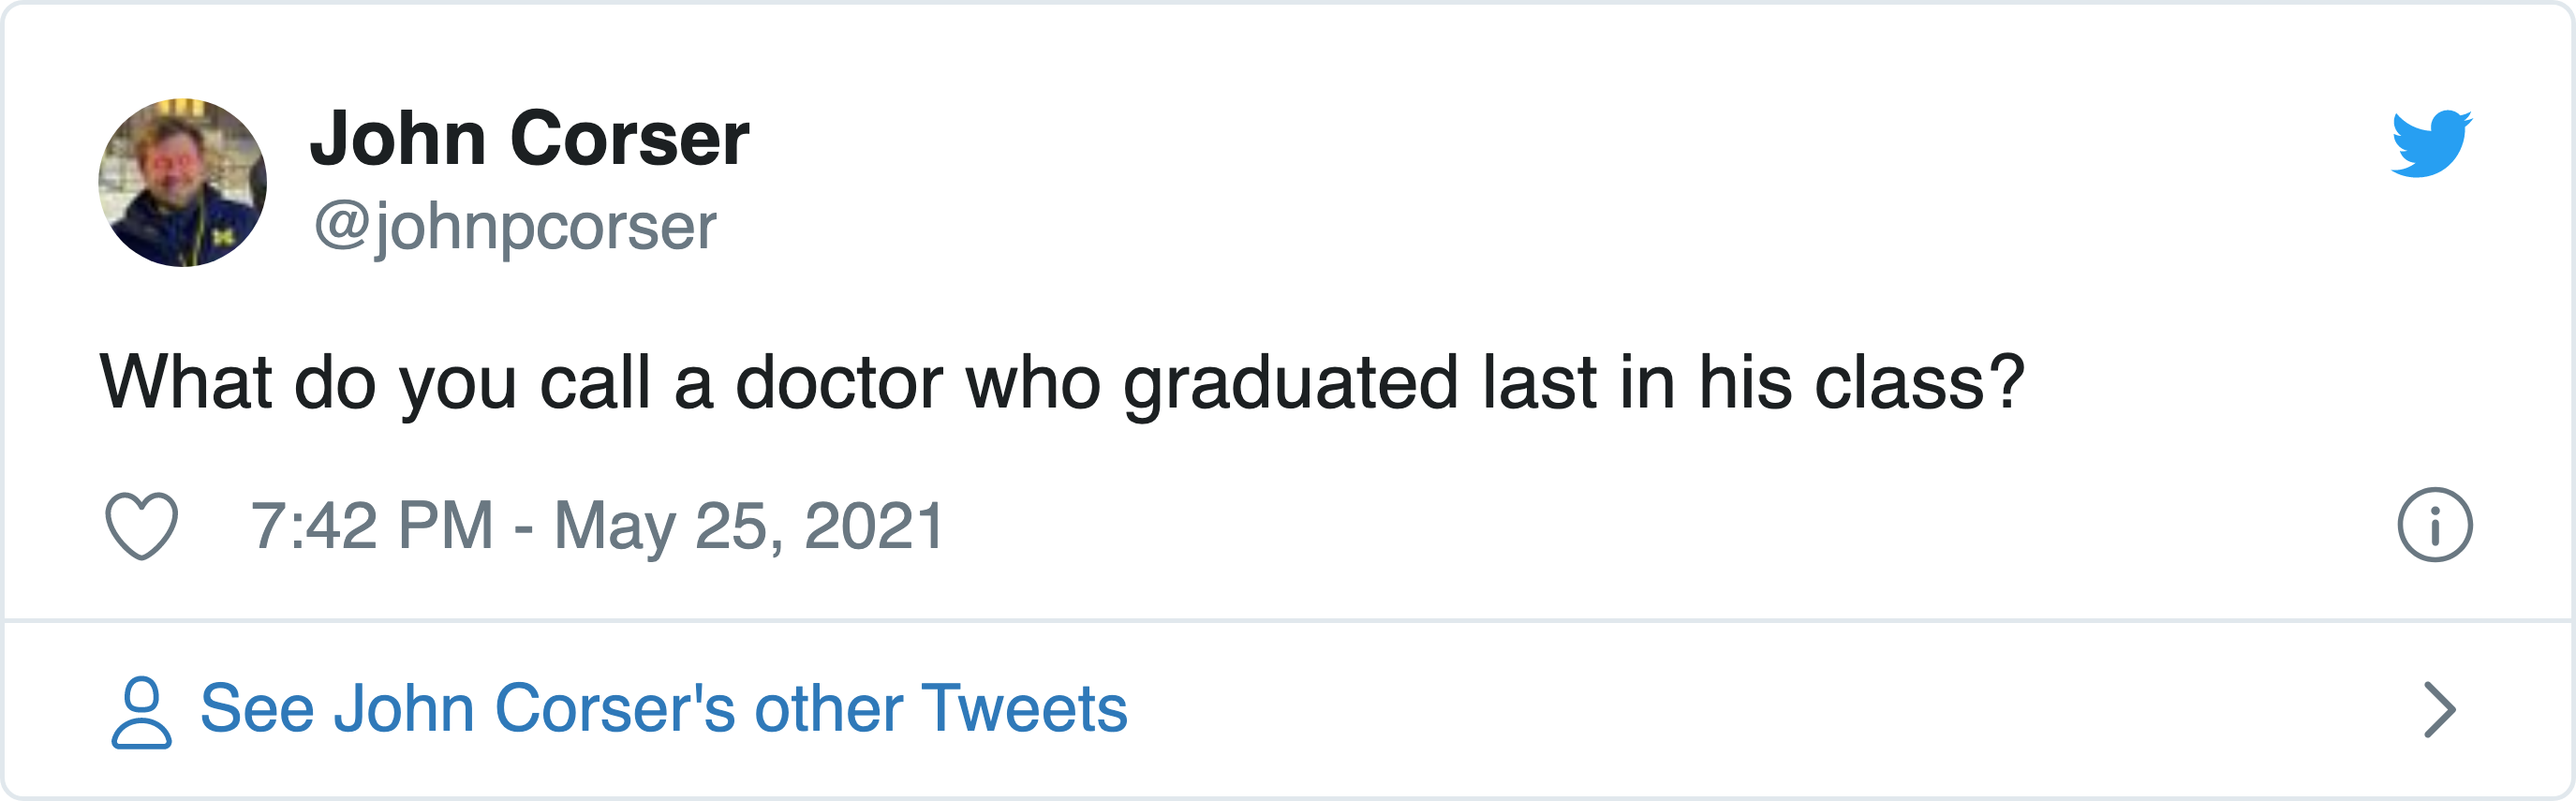 John Corser
@johnpcorser
What do you call a doctor who graduated last in his class?
7:42 PM - May 25, 2021
See John Corser's other Tweets